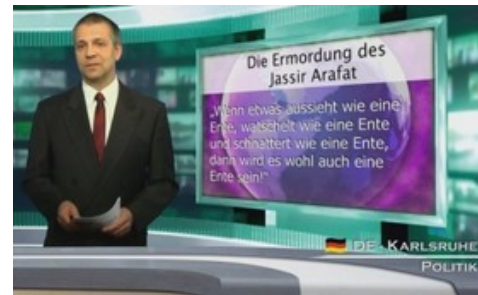 Die Ermordung des
Jassir Arafat
„Wenn etwas aussieht wie eine
Ente, watschelt wie eine Ente
und schnattert wie eine Ente,
dann wird es wohl auch eine
Ente sein!“
DE - KARLSRUHE
POLITIK